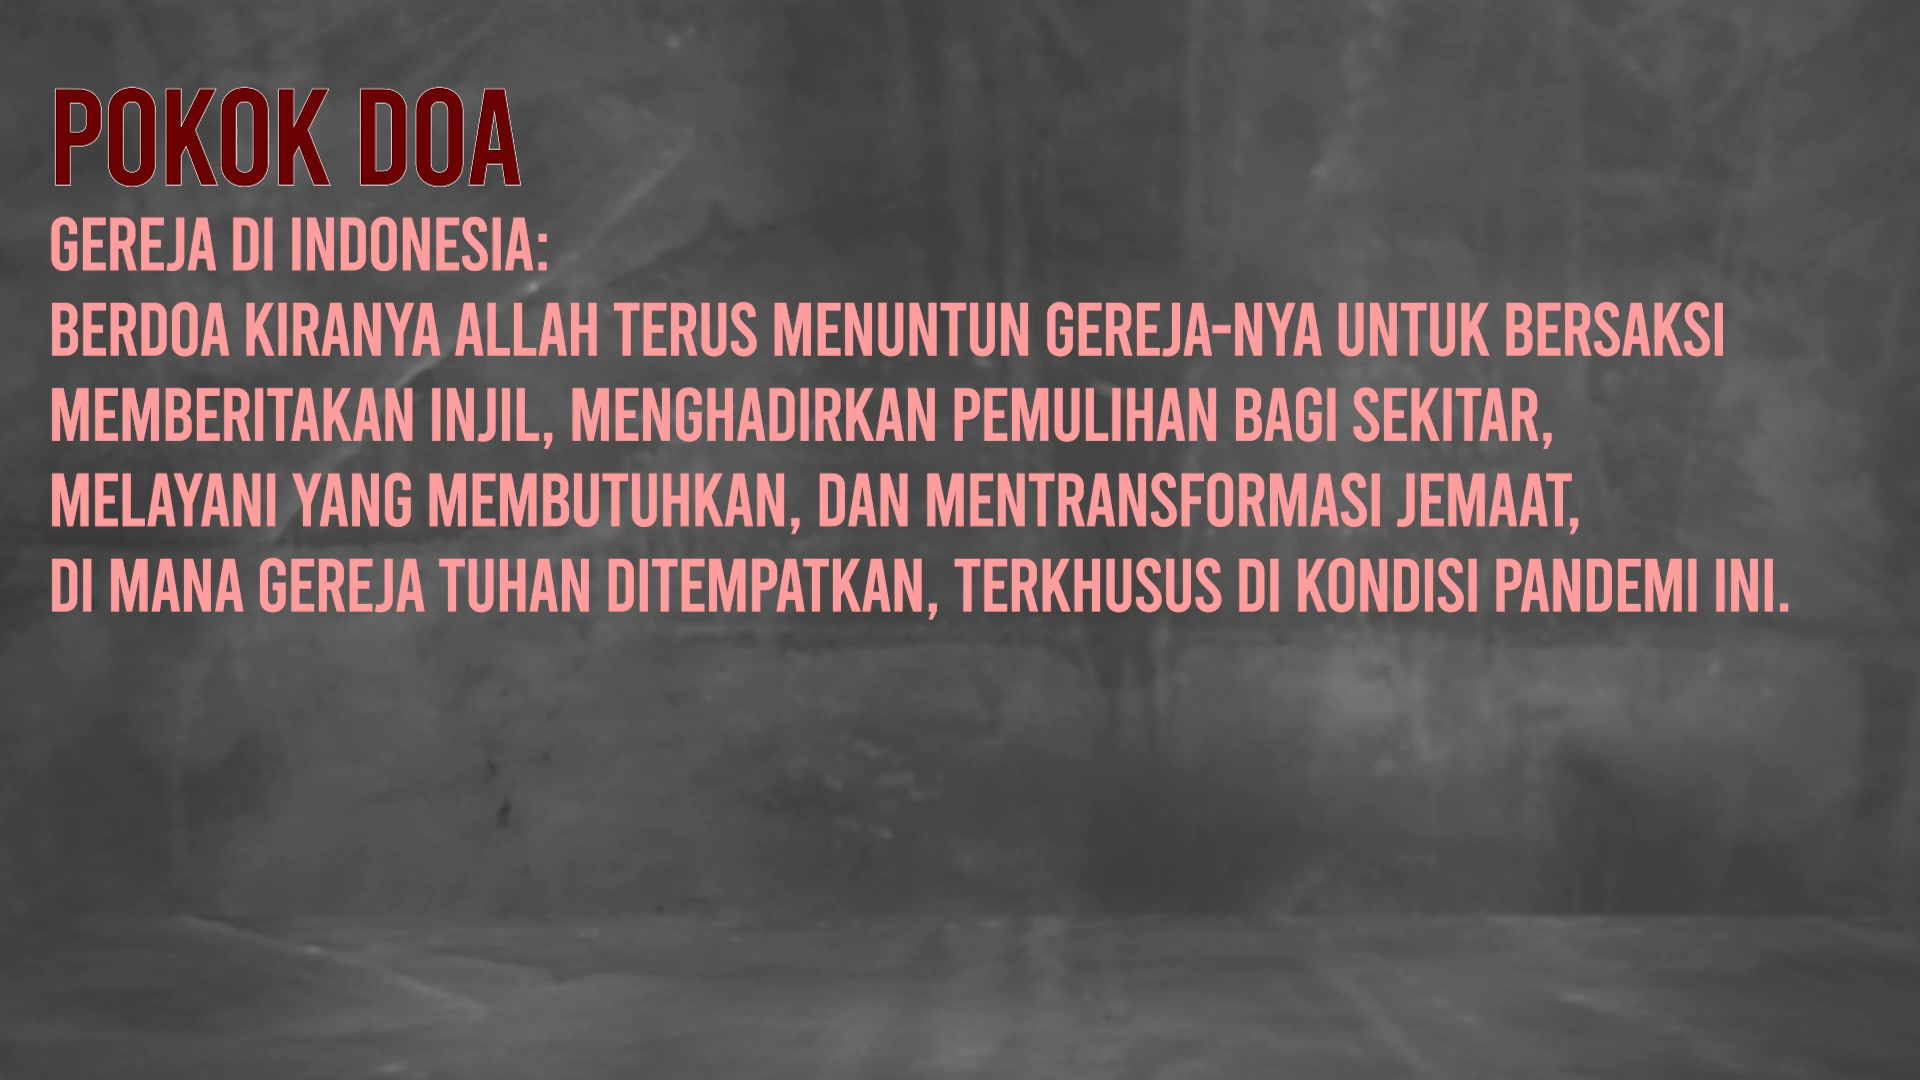 POKOK DOA
GEREJA DI INDONESIA:
BERDOA KIRANYA ALLAH TERUS MENUNTUN GEREJA-NYA UNTUK BERSAKSI
MEMBERITAKAN INJIL, MENGHADIRKAN PEMULIHAN BAGI SEKITAR,
MELAYANI YANG MEMBUTUHKAN, DAN MENTRANSFORMASI JEMAAT,
DI MANA GEREJA TUHAN DITEMPATKAN, TERKHUSUS DI KONDISI PANDEMI INI.